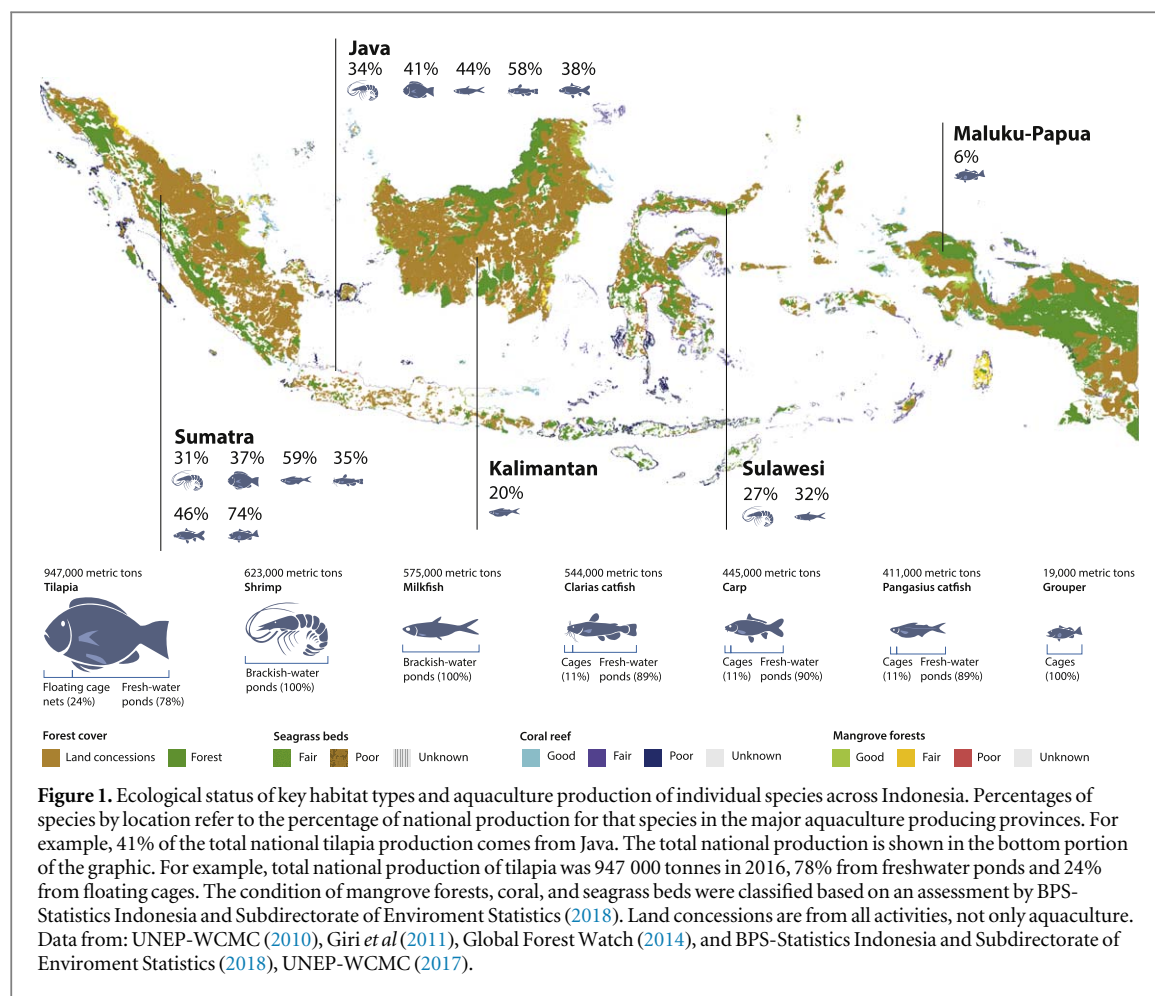 Java
34% 41% 44% 58% 38%
Maluku-Papua
6%
Sumatra
31% 37% 59% 35%
46% 74%
Kalimantan
20%
Sulawesi
27% 32%
947,000 metric tons
Tilapia
Floating cage
nets (24%)
Fresh-water
ponds (78%)
623,000 metric tons
Shrimp
Brackish-water
ponds (100%)
575,000 metric tons
Milkfish
Brackish-water
ponds (100%)
544,000 metric tons
Clarias catfish
Cages
(11%)
Fresh-water
ponds (89%)
445,000 metric tons
Carp
Cages
(11%)
Fresh-water
ponds (90%)
411,000 metric tons
Pangasius catfish
Cages
(11%)
Fresh-water
ponds (89%)
19,000 metric tons
Grouper
Cages
(100%)
Forest cover
Land concessions Forest
Seagrass beds
Fair Poor Unknown
Coral reef
Good Fair Poor Unknown
Mangrove forests
Good Fair Poor Unknown
Figure 1. Ecological status of key habitat types and aquaculture production of individual species across Indonesia. Percentages of
species by location refer to the percentage of national production for that species in the major aquaculture producing provinces. For
example, 41% of the total national tilapia production comes from Java. The total national production is shown in the bottom portion
of the graphic. For example, total national production of tilapia was 947 000 tonnes in 2016, 78% from freshwater ponds and 24%
from floating cages. The condition of mangrove forests, coral, and seagrass beds were classified based on an assessment by BPS-
Statistics Indonesia and Subdirectorate of Enviroment Statistics (2018). Land concessions are from all activities, not only aquaculture.
Data from: UNEP-WCMC (2010), Giri et al (2011), Global Forest Watch (2014), and BPS-Statistics Indonesia and Subdirectorate of
Enviroment Statistics (2018), UNEP-WCMC (2017).